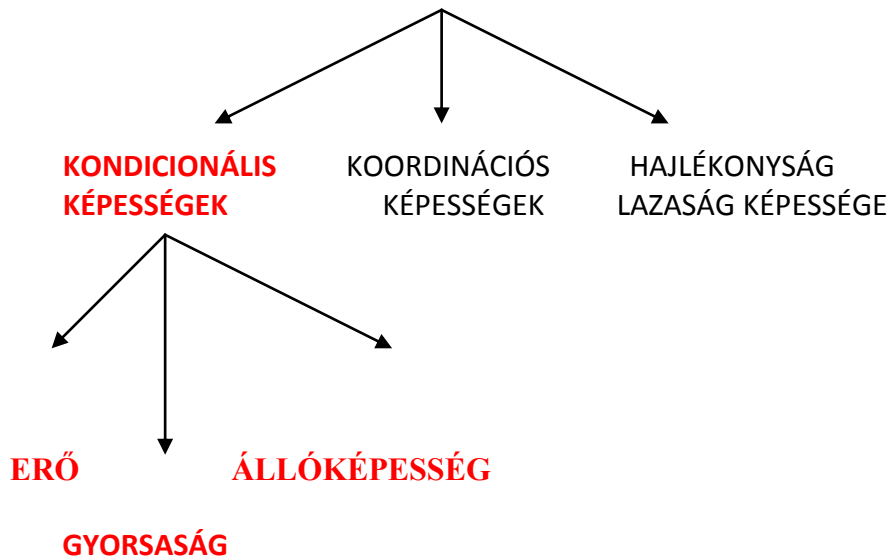 KONDICIONÁLIS KOORDINÁCIÓS HAJLÉKONYSÁG
KÉPESSÉGEK KÉPESSÉGEK LAZASÁG KÉPESSÉGE
ERŐ ÁLLÓKÉPESSÉG
GYORSASÁG